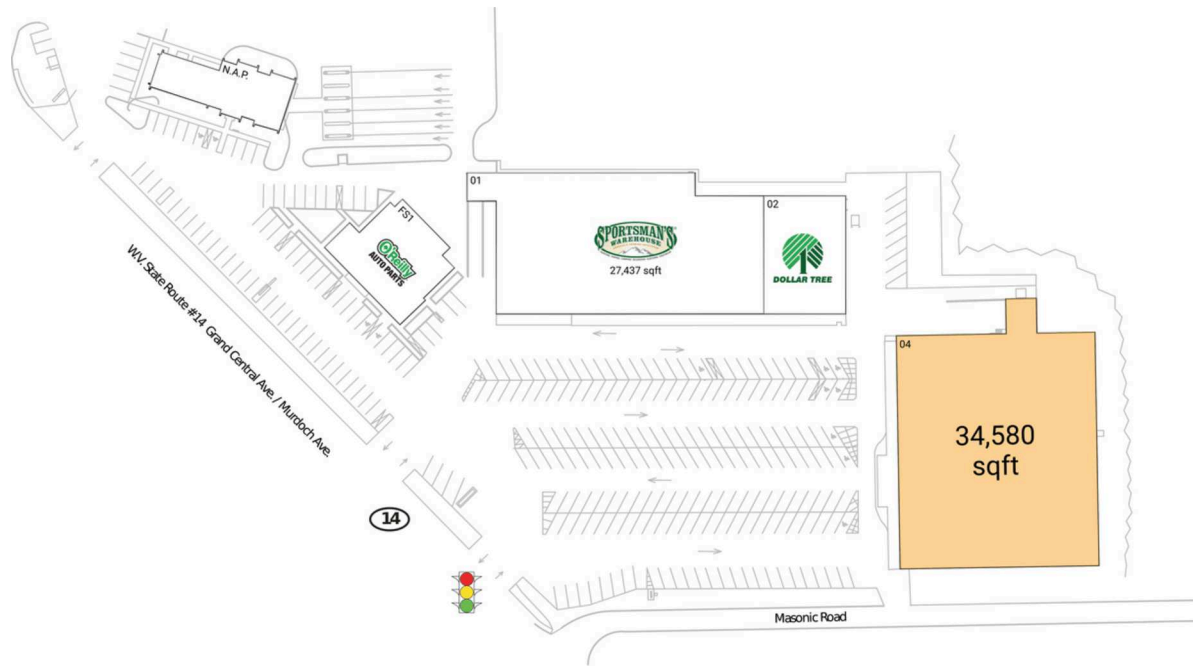 N.A.P.
01
02
FS1
O'Reilly
AUTO PARTS
SPORTSMAN'S
WAREHOUSE
27,437 sqft
DOLLAR TREE
W.V. State Route #14 Grand Central Ave. / Murdoch Ave.
04
34,580
sqft
14
Masonic Road